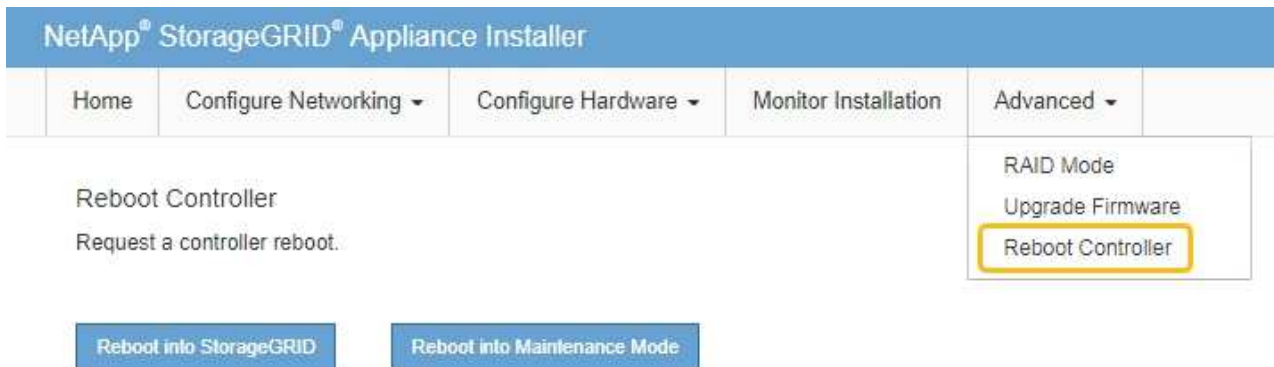 NetApp® StorageGRID® Appliance Installer
Home Configure Networking Configure Hardware Monitor Installation Advanced
RAID Mode
Upgrade Firmware
Reboot Controller
Reboot Controller
Request a controller reboot.
Reboot into StorageGRID Reboot into Maintenance Mode